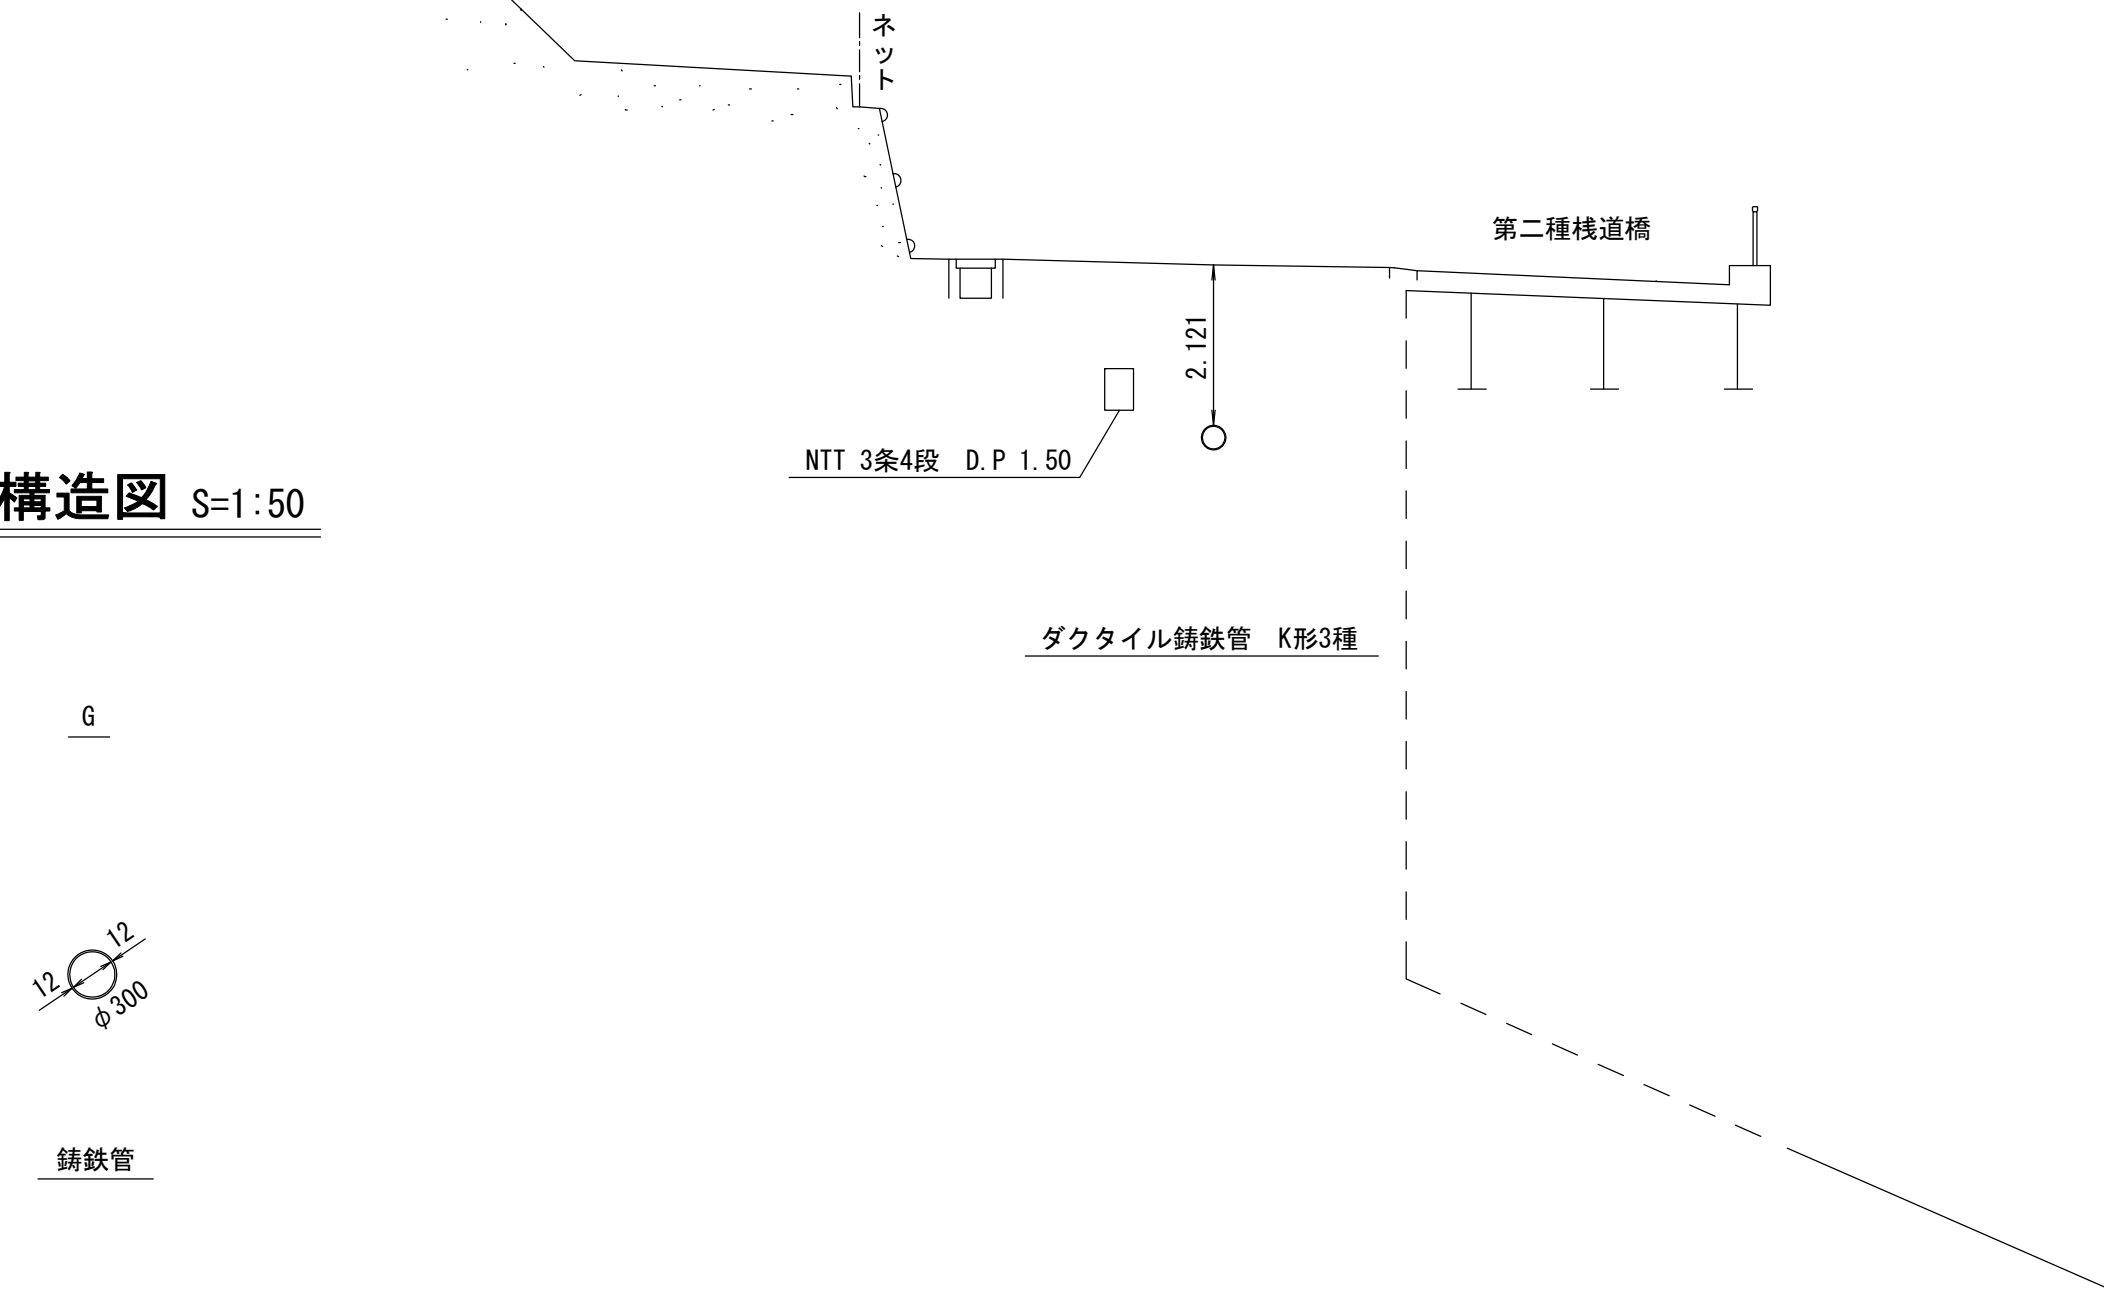 ネット
第二種桟道橋
2.121
NTT 3条4段 D.P 1.50
構造図 S=1:50
ダクタイル鋳鉄管 K形3種
G
12
12
φ300
鋳鉄管